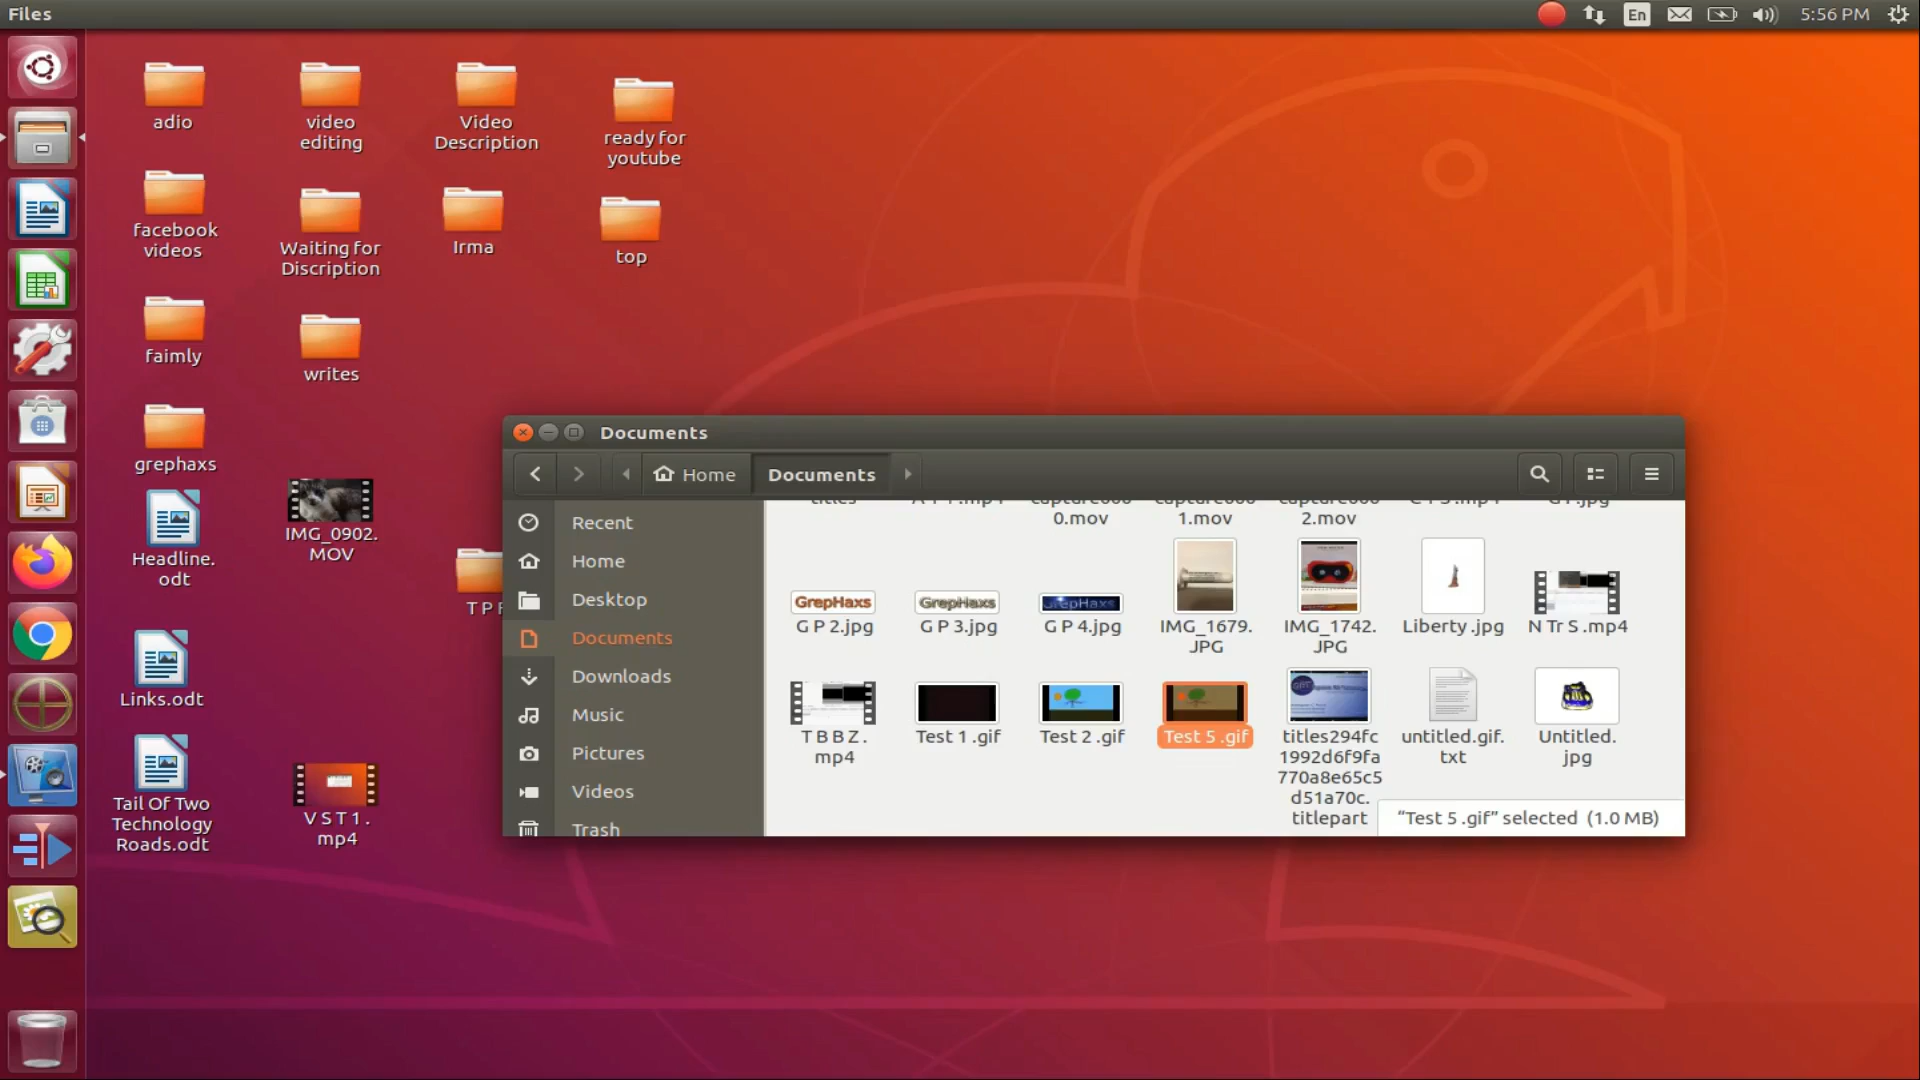 Files
En
5:56 PM
adio
video
editing
Video
Description
ready for
youtube
facebook
videos
Waiting for
Discription
Irma
top
faimly
writes
grephaxs
Headline.
odt
IMG_0902.
MOV
T P
Links.odt
Tail Of Two
Technology
Roads.odt
V S T 1 .
mp4
Documents
Home
Documents
Recent
Home
Desktop
Documents
Downloads
Music
Pictures
Videos
Trash
titles
0.mov
1.mov
2.mov
GrepHaxs
GrepHaxs
GrepHaxs
G P 2.jpg
G P 3.jpg
G P 4.jpg
IMG_1679.
JPG
IMG_1742.
JPG
Liberty .jpg
N Tr S .mp4
T B B Z .
mp4
Test 1 .gif
Test 2 .gif
Test 5 .gif
titles294fc
1992d6f9fa
770a8e65c5
d51a70c.
titlepart
untitled.gif.
txt
Untitled.
jpg
“Test 5 .gif” selected (1.0 MB)